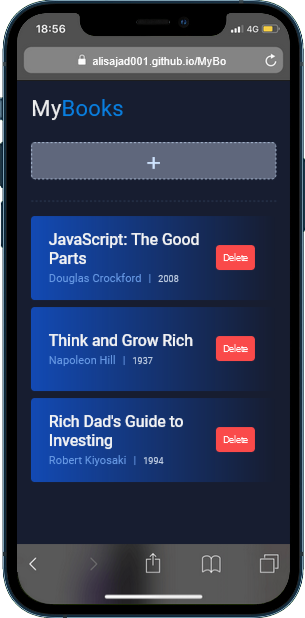 18:56
4G
alisajad001.github.io/MyBo
MyBooks
+
JavaScript: The Good
Parts
Douglas Crockford | 2008
Delete
Think and Grow Rich
Napoleon Hill | 1937
Delete
Rich Dad's Guide to
Investing
Robert Kiyosaki | 1994
Delete